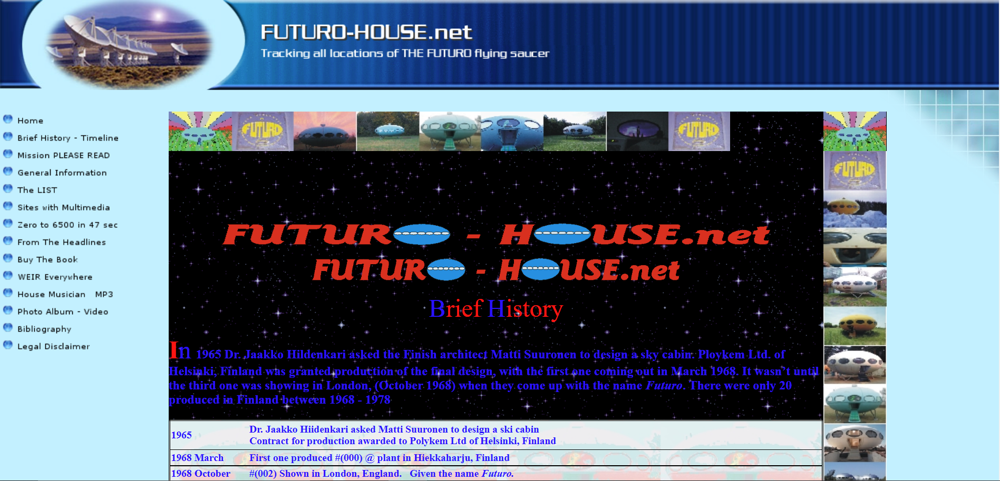 FUTURO-HOUSE.net
Tracking all locations of THE FUTURO flying saucer
Home
Brief History - Timeline
Mission PLEASE READ
General Information
The LIST
Sites with Multimedia
Zero to 6500 in 47 sec
From The Headlines
Buy The Book
WEIR Everywhere
House Musician MP3
Photo Album - Video
Bibliography
Legal Disclaimer
FUTURO
FUTURO
FUTURO
FUTURO - HOUSE.net
FUTURO - HOUSE.net
Brief History
In 1965 Dr. Jaakko Hildenkari asked the Finish architect Matti Suuronen to design a sky cabin. Ploykem Ltd. of
Helsinki, Finland was granted production of the final design, with the first one coming out in March 1968. It wasn't until
the third one was showing in London, (October 1968) when they come up with the name Futuro. There were only 20
produced in Finland between 1968 - 1978
1965
Dr. Jaakko Hiidenkari asked Matti Suuronen to design a ski cabin
Contract for production awarded to Polykem Ltd of Helsinki, Finland
1968 March First one produced #(000) @ plant in Hiekkaharju, Finland
1968 October #(002) Shown in London, England. Given the name Futuro.